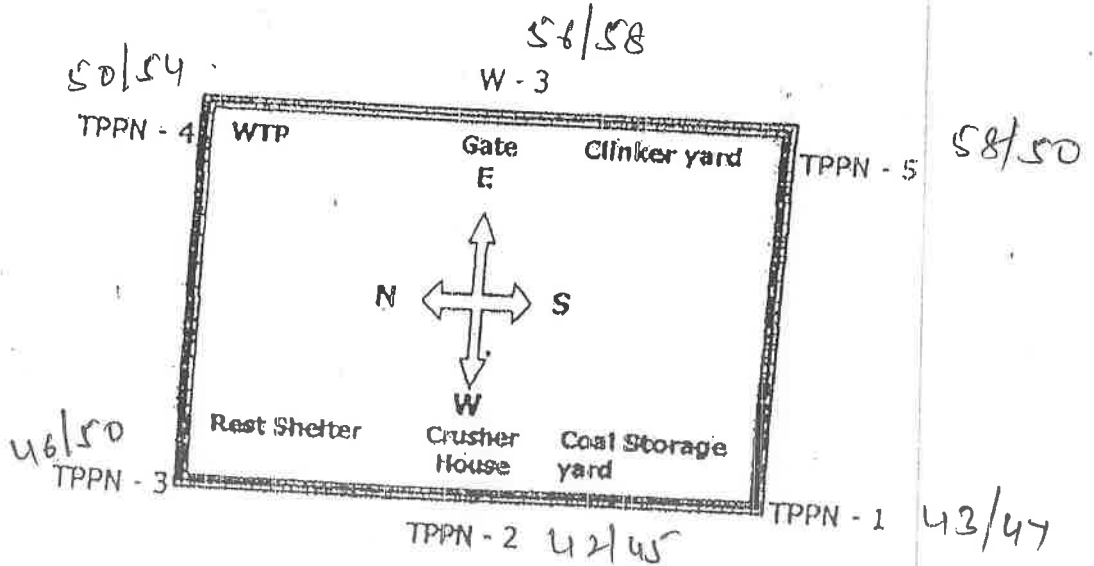 56/58
50/54
W - 3
TPPN - 4
WTP
Gate
Clinker yard
TPPN - 5
58/50
E
N
S
W
Rest Shelter
Crusher
House
Coal Storage
yard
46/50
TPPN - 3
TPPN - 2
42/45
TPPN - 1
43/47